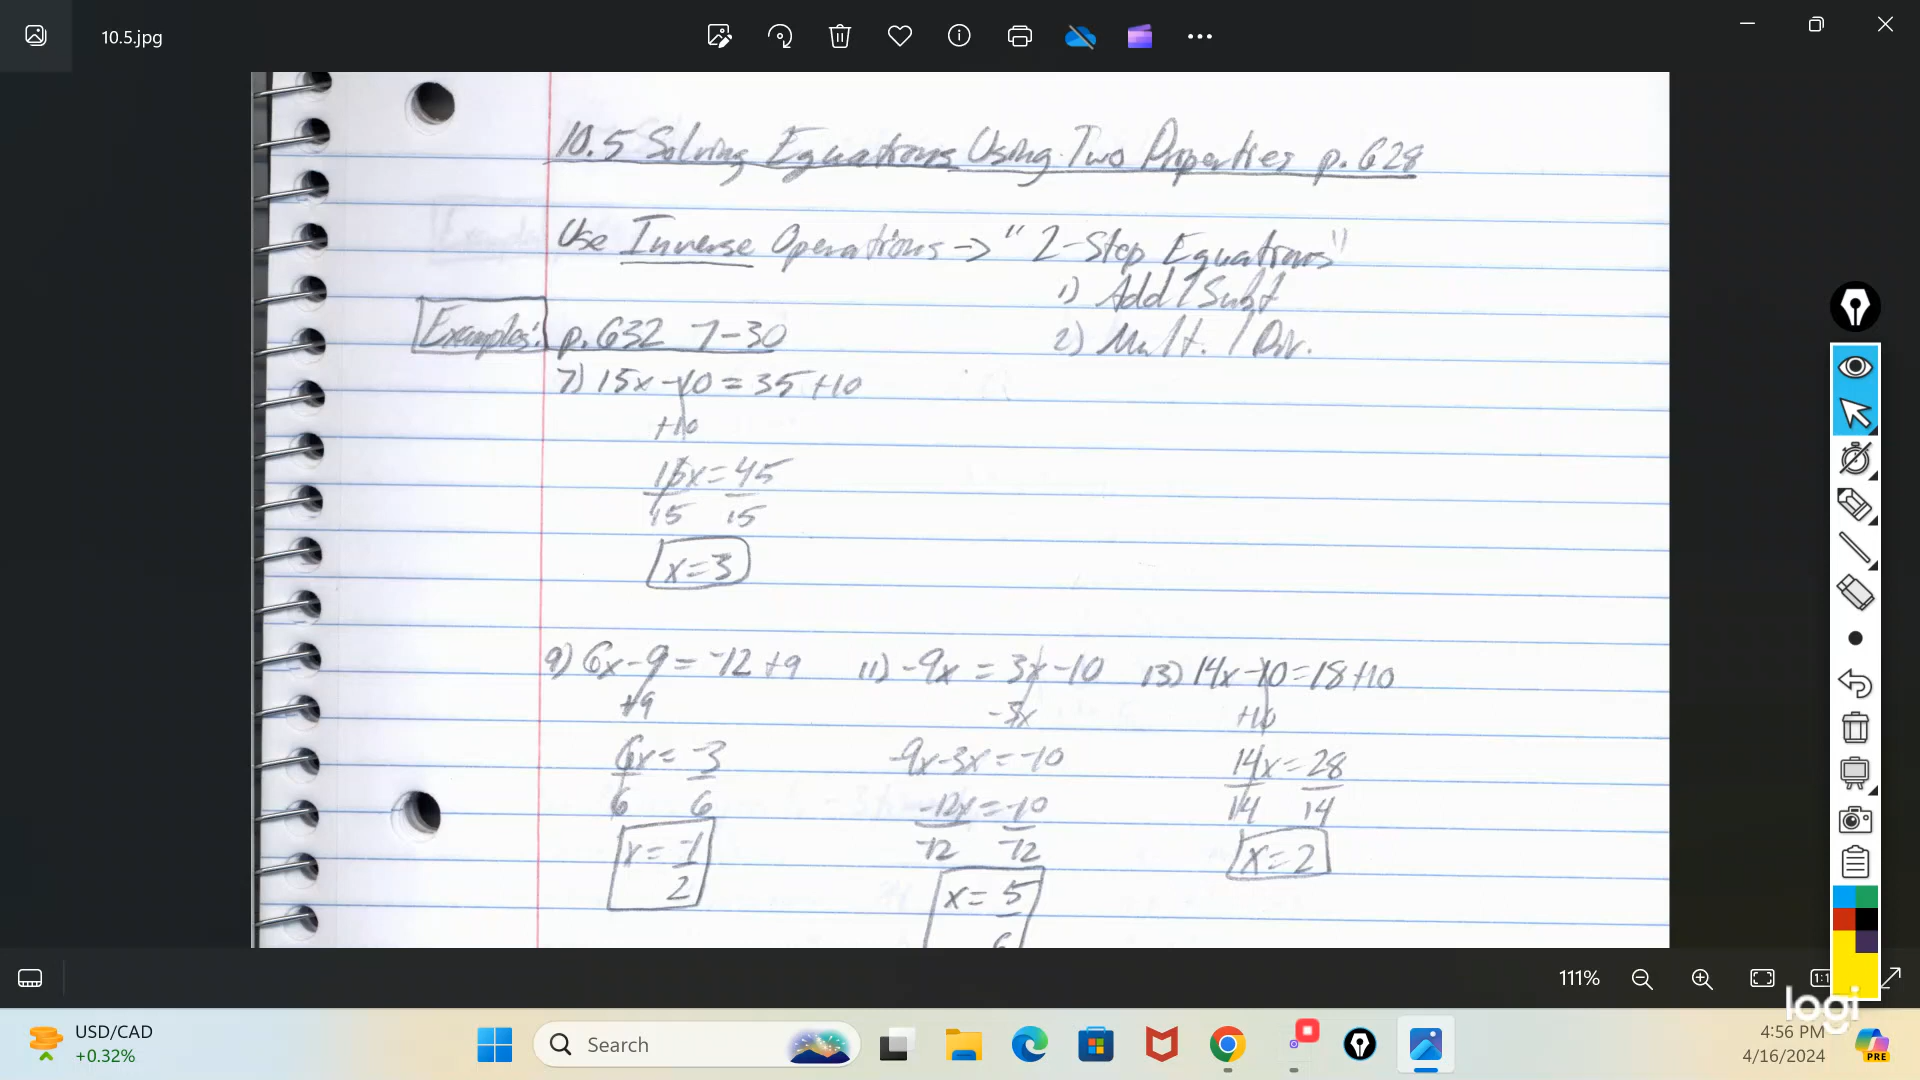 10.5.jpg
10.5 Solving Equations Using Two Properties p.628
Use Inverse Operations -> "2-Step Equations"
1) Add / Subt
Examples: p.632 7-30
2) Mult. / Div.
7) 15x -10 = 35 +10
+10
15x = 45
15 15
x = 3
9) 6x - 9 = -12 +9 11) -9x = 3x -10 13) 14x -10 = 18 +10
+9 -3x +10
6x = -3 -9x -3x = -10 14x = 28
6 6 -12x = -10 14 14
x = -1 -12 -12 x = 2
2 x = 5
6
111%
1:1
logi
USD/CAD
+0.32%
Search
4:56 PM
4/16/2024
PRE